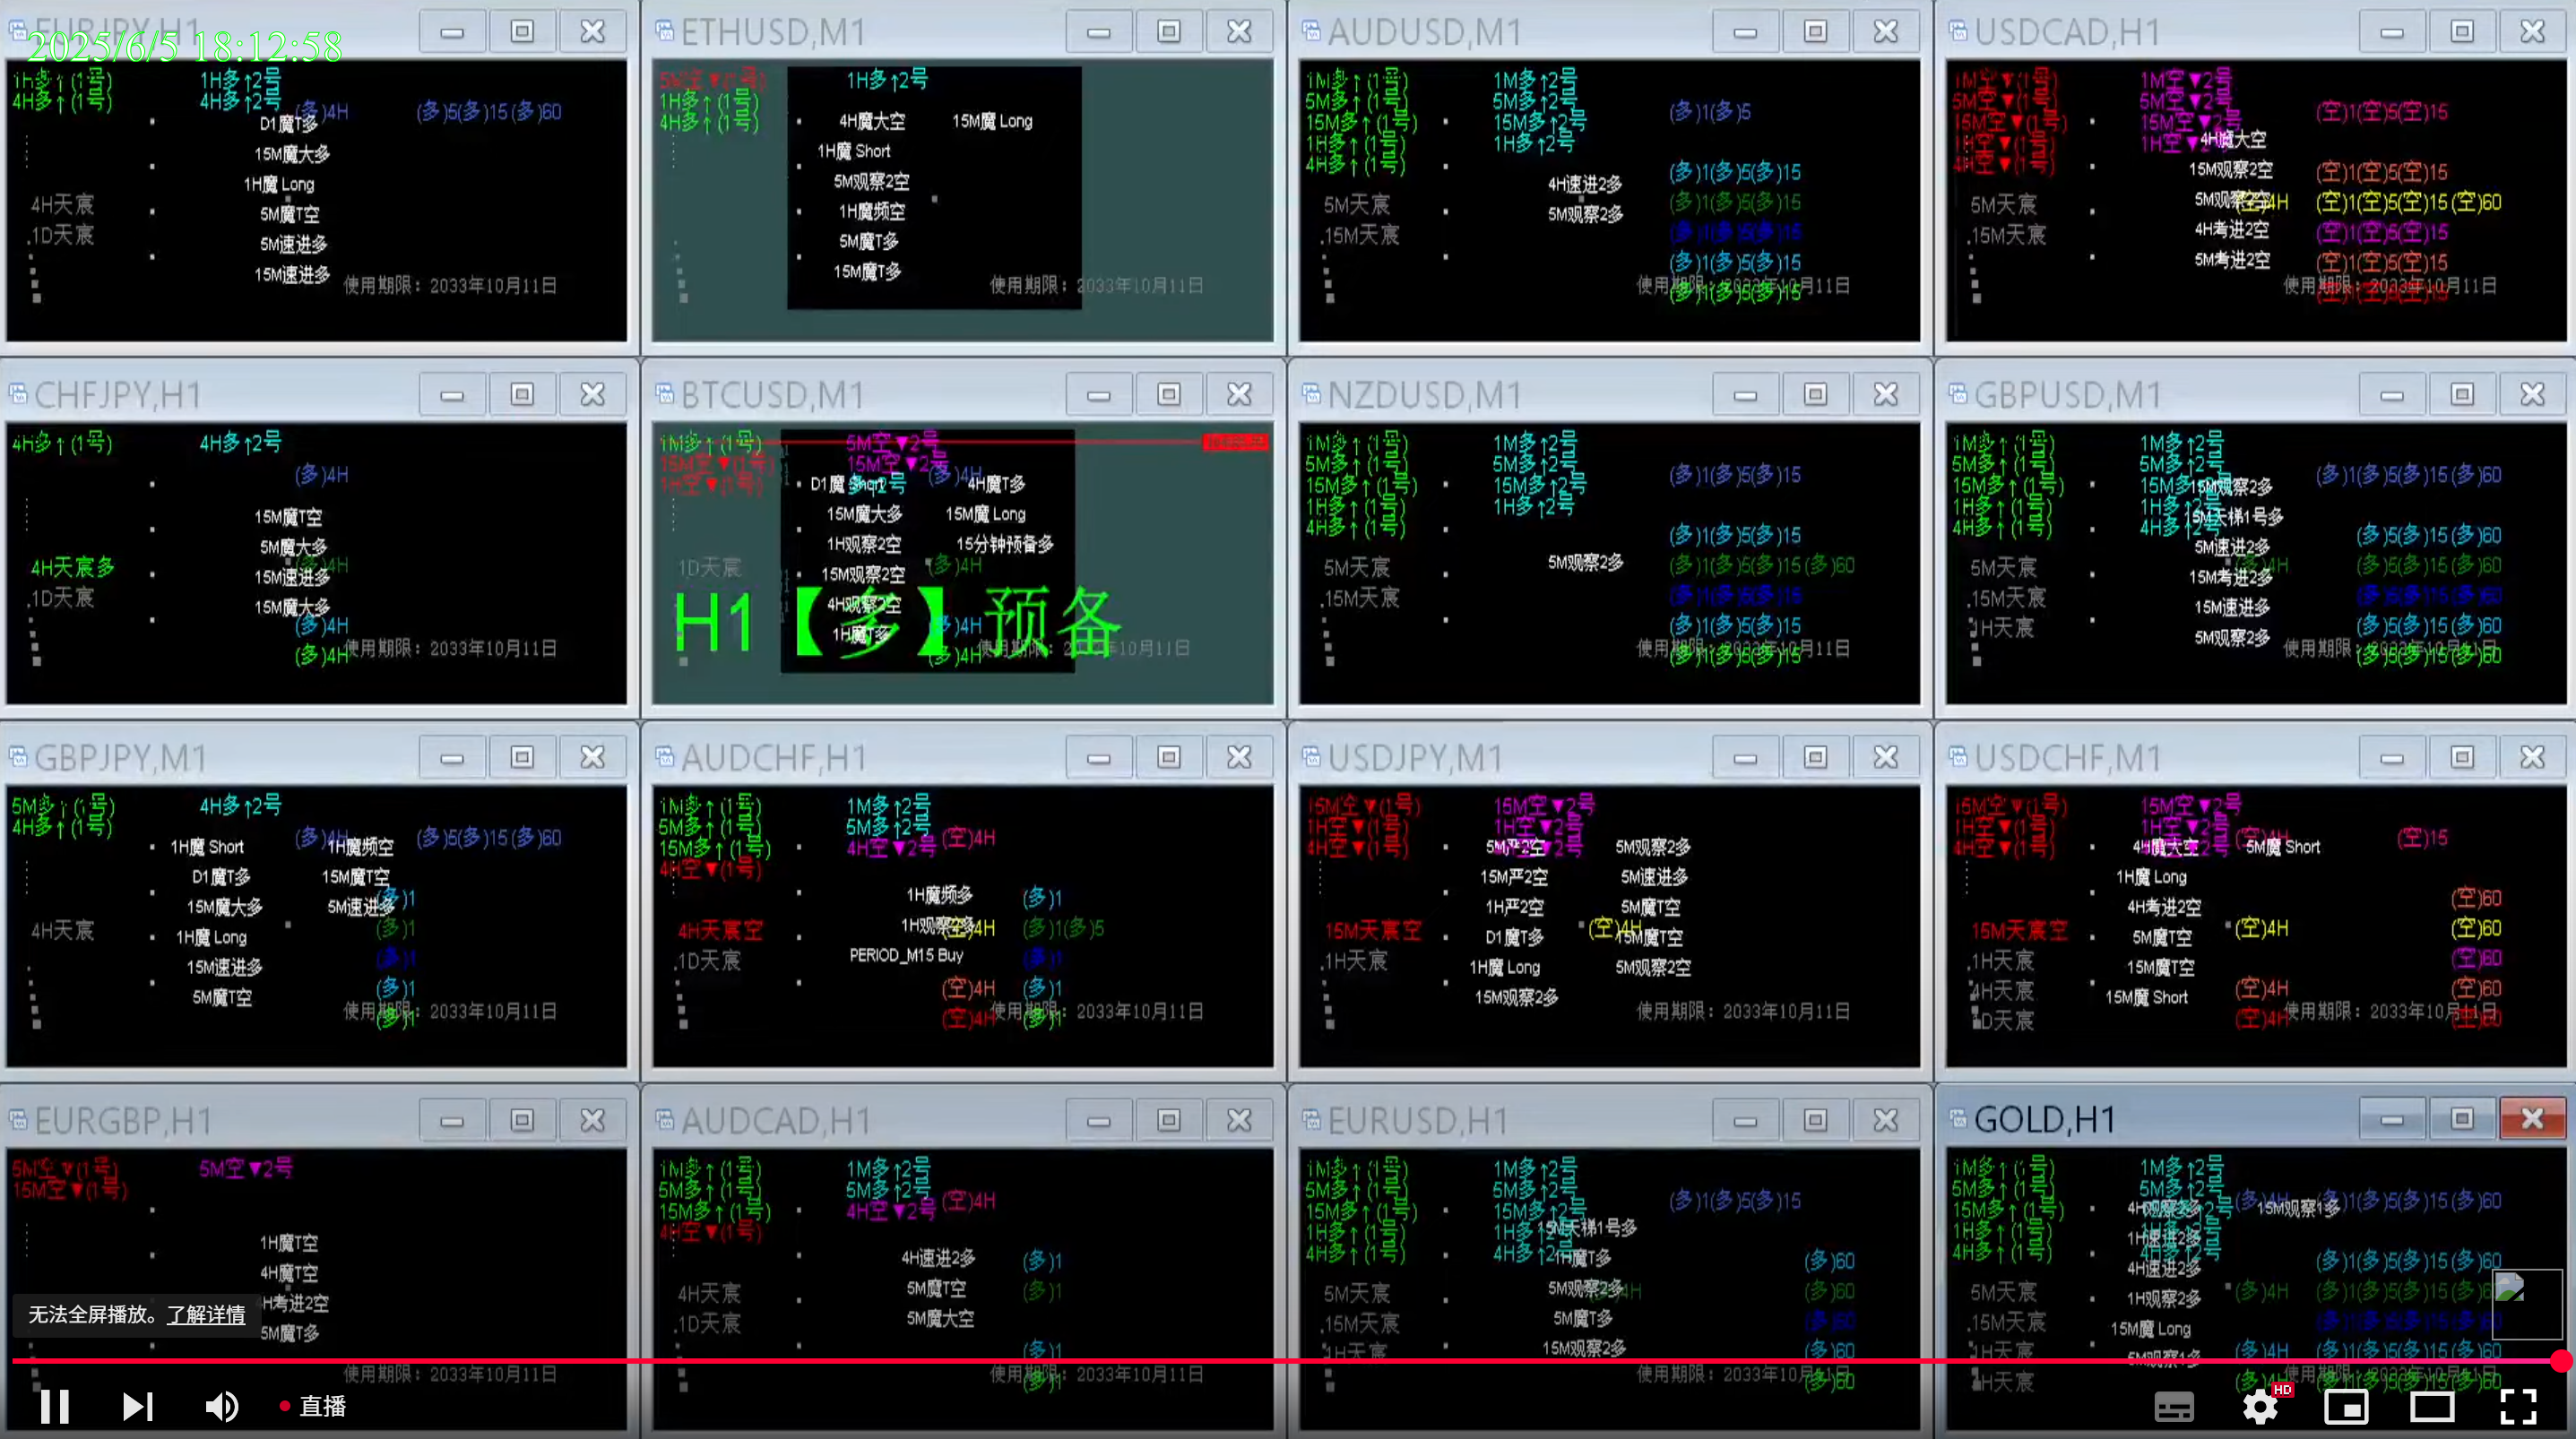 EURJPY,H1
2025/6/5 18:12:58
1H多↑(1号) 1H多↑2号
4H多↑(1号) 4H多↑2号
(多)4H (多)5(多)15(多)60
D1魔T多
15M魔大多
1H魔 Long
4H天宸
5M魔T空
.1D天宸
5M速进多
15M速进多
使用期限：2033年10月11日
ETHUSD,M1
5M空▼(1号) 1H多↑2号
1H多↑(1号)
4H多↑(1号)
4H魔大空 15M魔 Long
1H魔 Short
5M观察2空
1H魔频空
5M魔T多
15M魔T多
使用期限：2033年10月11日
AUDUSD,M1
1M多↑(1号) 1M多↑2号
5M多↑(1号) 5M多↑2号
15M多↑(1号) 15M多↑2号
1H多↑(1号) 1H多↑2号
4H多↑(1号)
(多)1(多)5
(多)1(多)5(多)15
4H速进2多
5M天宸
(多)1(多)5(多)15
5M观察2多
.15M天宸
(多)1(多)5(多)15
(多)1(多)5(多)15
使用期限：2033年10月11日
(多)1(多)5(多)15
USDCAD,H1
1M空▼(1号) 1M空▼2号
5M空▼(1号) 5M空▼2号
15M空▼(1号) 15M空▼2号
1H空▼(1号) 1H空▼2号
4H空▼(1号)
(空)1(空)5(空)15
4H魔大空
15M观察2空 (空)1(空)5(空)15
5M天宸
5M观察2空
(空)4H (空)1(空)5(空)15(空)60
.15M天宸
4H考进2空 (空)1(空)5(空)15
5M考进2空 (空)1(空)5(空)15
使用期限：2033年10月11日
(空)1(空)5(空)15
CHFJPY,H1
4H多↑(1号) 4H多↑2号
(多)4H
15M魔T空
5M魔大多
4H天宸多
(多)4H
15M速进多
.1D天宸
15M魔大多
(多)4H
(多)4H
使用期限：2033年10月11日
BTCUSD,M1
1M多↑(1号) 5M空▼2号
15M空▼(1号) 15M空▼2号
1H空▼(1号)
(多)4H
D1魔 Short 4H魔T多
15M魔大多 15M魔 Long
1H观察2空 15分钟预备多
1D天宸
(多)4H
15M观察2空
4H观察2空
H1【多】预备
(多)4H
1H魔T多
(多)4H
NZDUSD,M1
1M多↑(1号) 1M多↑2号
5M多↑(1号) 5M多↑2号
15M多↑(1号) 15M多↑2号
1H多↑(1号) 1H多↑2号
4H多↑(1号)
(多)1(多)5(多)15
(多)1(多)5(多)15
5M天宸
5M观察2多
(多)1(多)5(多)15(多)60
.15M天宸
(多)1(多)5(多)15
(多)1(多)5(多)15
使用期限：2033年10月11日
(多)1(多)5(多)15
GBPUSD,M1
1M多↑(1号) 1M多↑2号
5M多↑(1号) 5M多↑2号
15M多↑(1号) 15M多↑2号
1H多↑(1号) 1H多↑2号
4H多↑(1号) 4H多↑2号
(多)1(多)5(多)15(多)60
15M观察2多
15M天梯1号多
5M速进2多 (多)5(多)15(多)60
5M天宸
(多)4H (多)5(多)15(多)60
15M考进2多
.15M天宸
(多)5(多)15(多)60
15M速进多
1H天宸
(多)5(多)15(多)60
5M观察2多
使用期限：2033年10月11日
(多)5(多)15(多)60
GBPJPY,M1
5M多↑(1号) 4H多↑2号
4H多↑(1号)
(多)4H (多)5(多)15(多)60
1H魔 Short 1H魔频空
D1魔T多 15M魔T空
(多)1
15M魔大多 5M速进多
4H天宸
(多)1
1H魔 Long
(多)1
15M速进多
(多)1
5M魔T空
使用期限：2033年10月11日
(多)1
AUDCHF,H1
1M多↑(1号) 1M多↑2号
5M多↑(1号) 5M多↑2号
15M多↑(1号) 4H空▼2号
4H空▼(1号)
(空)4H
1H魔频多 (多)1
4H天宸空
1H观察2多
(空)4H (多)1(多)5
.1D天宸
PERIOD_M15 Buy (多)1
(空)4H (多)1
使用期限：2033年10月11日
(空)4H (多)1
USDJPY,M1
15M空▼(1号) 15M空▼2号
1H空▼(1号) 1H空▼2号
4H空▼(1号)
5M严2空 5M观察2多
15M严2空 5M速进多
1H严2空 5M魔T空
15M天宸空
(空)4H
D1魔T多 15M魔T空
.1H天宸
1H魔 Long 5M观察2空
15M观察2多
使用期限：2033年10月11日
USDCHF,M1
15M空▼(1号) 15M空▼2号
1H空▼(1号) 1H空▼2号
4H空▼(1号)
(空)4H (空)15
4H魔大空 5M魔 Short
1H魔 Long
4H考进2空 (空)60
15M天宸空
(空)4H (空)60
5M魔T空
.1H天宸
15M魔T空 (空)60
4H天宸
(空)4H (空)60
15M魔 Short
使用期限：2033年10月11日
(空)4H
EURGBP,H1
5M空▼(1号) 5M空▼2号
15M空▼(1号)
1H魔T空
4H魔T空
4H考进2空
无法全屏播放。了解详情
5M魔T多
使用期限：2033年10月11日
AUDCAD,H1
1M多↑(1号) 1M多↑2号
5M多↑(1号) 5M多↑2号
15M多↑(1号) 4H空▼2号
4H空▼(1号)
(空)4H
4H速进2多 (多)1
4H天宸
5M魔T空 (多)1
.1D天宸
5M魔大空
(多)1
使用期限：2033年10月11日
(多)1
EURUSD,H1
1M多↑(1号) 1M多↑2号
5M多↑(1号) 5M多↑2号
15M多↑(1号) 15M多↑2号
1H多↑(1号) 1H多↑2号
4H多↑(1号) 4H多↑2号
(多)1(多)5(多)15
15M天梯1号多
1H魔T多 (多)60
5M天宸
5M观察2多
(多)60
.15M天宸
5M魔T多 (多)60
1H天宸
15M观察2多 (多)60
使用期限：2033年10月11日
(多)60
GOLD,H1
1M多↑(1号) 1M多↑2号
5M多↑(1号) 5M多↑2号
15M多↑(1号) 15M多↑2号
1H多↑(1号)
4H多↑(1号) 4H多↑2号
(多)4H (多)1(多)5(多)15(多)60
4H观察2多 15M观察1多
1H速进2多
4H速进2多 (多)1(多)5(多)15(多)60
5M天宸
(多)4H
1H观察2多
.15M天宸
15M魔 Long
1H天宸
5M观察1多
(多)4H (多)1(多)5(多)15(多)60
使用期限：2033年10月11日
直播
HD